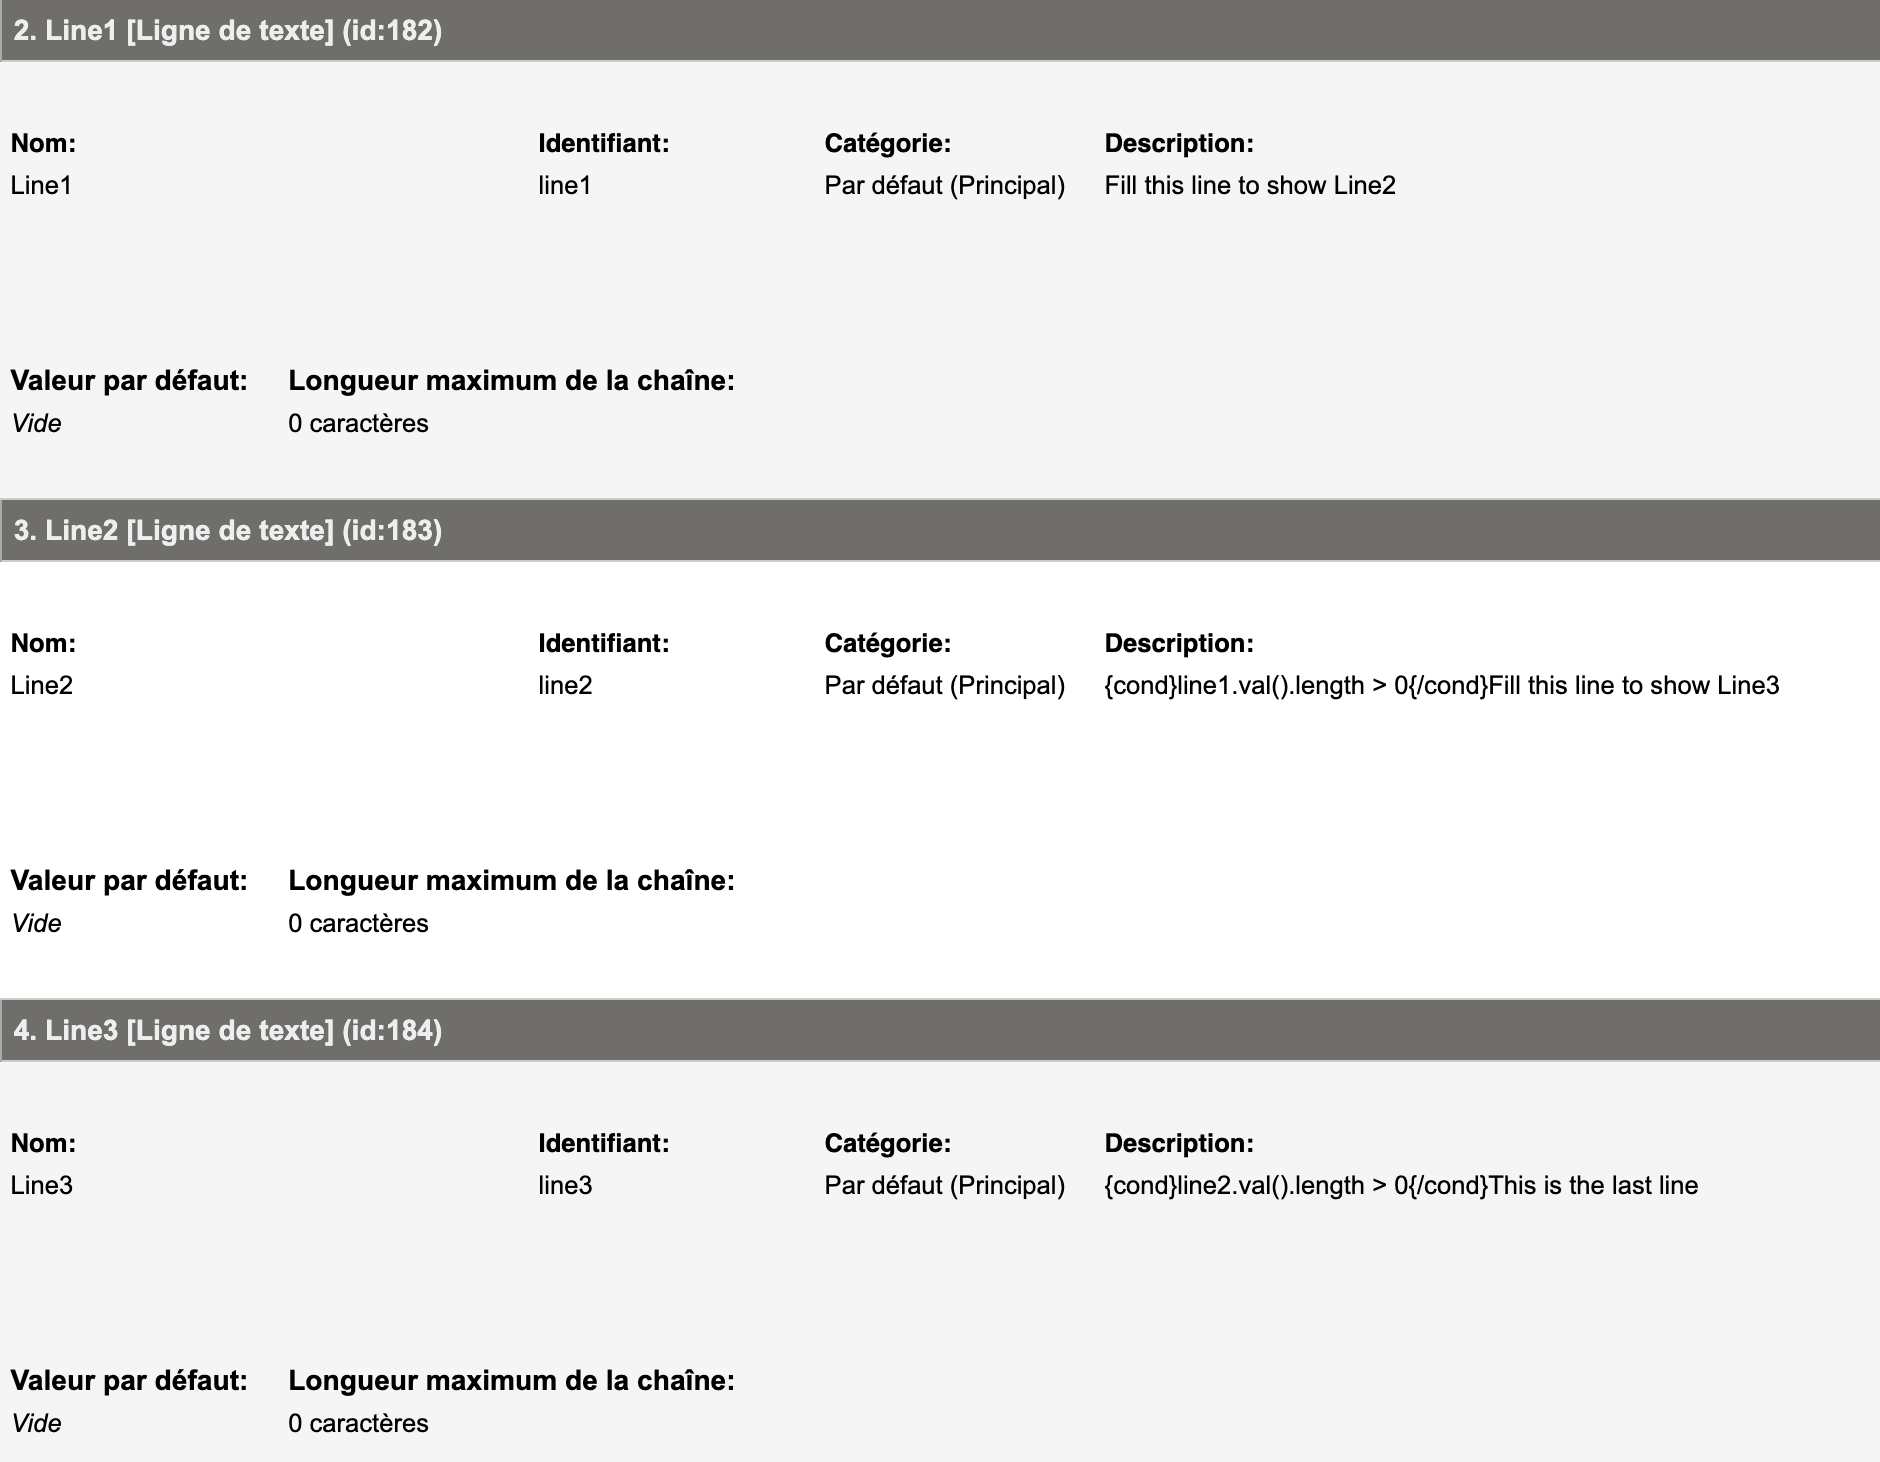 2. Line1 [Ligne de texte] (id:182)
Nom: Identifiant: Catégorie: Description:
Line1 line1 Par défaut (Principal) Fill this line to show Line2
Valeur par défaut: Longueur maximum de la chaîne:
Vide 0 caractères
3. Line2 [Ligne de texte] (id:183)
Nom: Identifiant: Catégorie: Description:
Line2 line2 Par défaut (Principal) {cond}line1.val().length > 0{/cond}Fill this line to show Line3
Valeur par défaut: Longueur maximum de la chaîne:
Vide 0 caractères
4. Line3 [Ligne de texte] (id:184)
Nom: Identifiant: Catégorie: Description:
Line3 line3 Par défaut (Principal) {cond}line2.val().length > 0{/cond}This is the last line
Valeur par défaut: Longueur maximum de la chaîne:
Vide 0 caractères